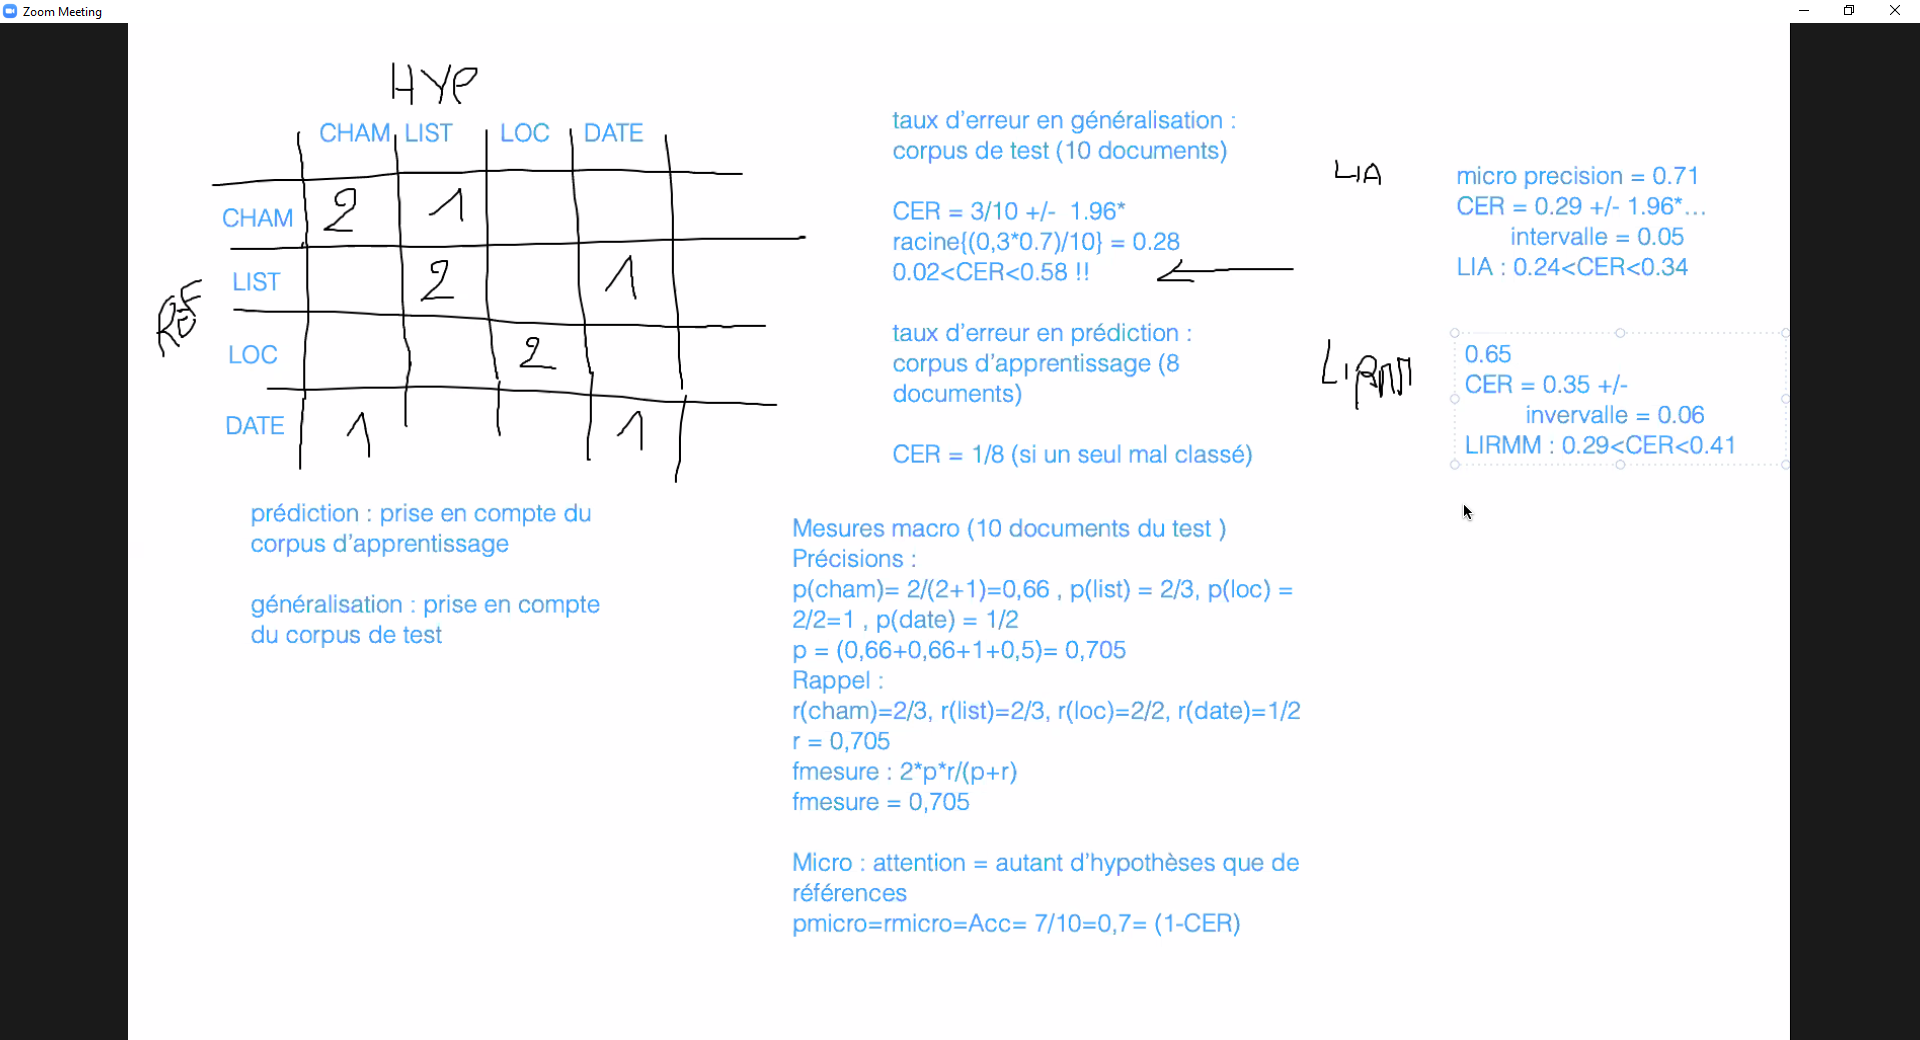 Zoom Meeting
HYP
CHAM LIST LOC DATE
CHAM 2 1
LIST 2 1
LOC 2
DATE 1 1
REF
prédiction : prise en compte du
corpus d'apprentissage
généralisation : prise en compte
du corpus de test
taux d'erreur en généralisation :
corpus de test (10 documents)
CER = 3/10 +/-  1.96*
racine{(0,3*0.7)/10} = 0.28
0.02<CER<0.58 !!
taux d'erreur en prédiction :
corpus d'apprentissage (8
documents)
CER = 1/8 (si un seul mal classé)
Mesures macro (10 documents du test )
Précisions :
p(cham)= 2/(2+1)=0,66 , p(list) = 2/3, p(loc) =
2/2=1 , p(date) = 1/2
p = (0,66+0,66+1+0,5)= 0,705
Rappel :
r(cham)=2/3, r(list)=2/3, r(loc)=2/2, r(date)=1/2
r = 0,705
fmesure : 2*p*r/(p+r)
fmesure = 0,705
Micro : attention = autant d'hypothèses que de
références
pmicro=rmicro=Acc= 7/10=0,7= (1-CER)
LIA
micro precision = 0.71
CER = 0.29 +/- 1.96*...
intervalle = 0.05
LIA : 0.24<CER<0.34
LIRMM
0.65
CER = 0.35 +/-
invervalle = 0.06
LIRMM : 0.29<CER<0.41